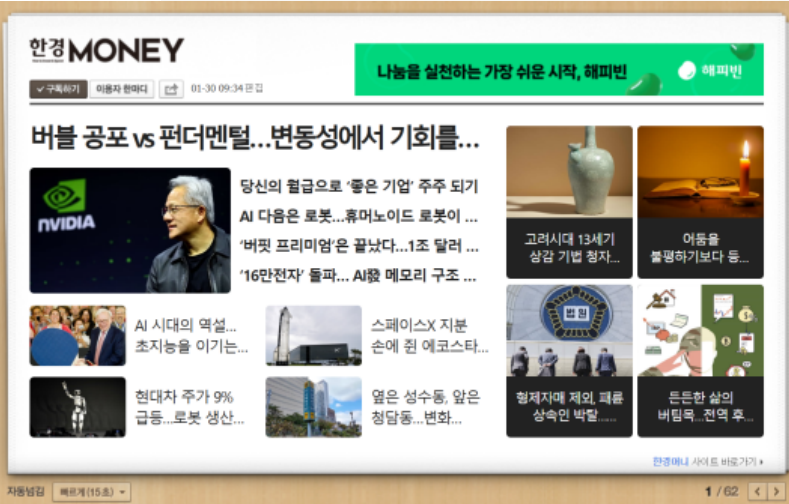 한경MONEY
나눔을 실천하는 가장 쉬운 시작, 해피빈
해피빈
구독하기
이용자 한마디
01-30 09:34 편집
버블 공포 vs 펀더멘털…변동성에서 기회를…
NVIDIA
당신의 월급으로 '좋은 기업' 주주 되기
AI 다음은 로봇…휴머노이드 로봇이 …
'버핏 프리미엄'은 끝났다…1조 달러 …
'16만전자' 돌파… AI發 메모리 구조 …
AI 시대의 역설…
초지능을 이기는…
스페이스X 지분
손에 쥔 에코스타…
현대차 주가 9%
급등…로봇 생산…
옆은 성수동, 앞은
청담동…변화…
고려시대 13세기
상감 기법 청자…
어둠을
불평하기보다 등…
법원
형제자매 제외, 패륜
상속인 박탈……
든든한 삶의
버팀목…전역 후…
한경머니 사이트 바로가기
자동넘김
빠르게(15초)
1 / 62